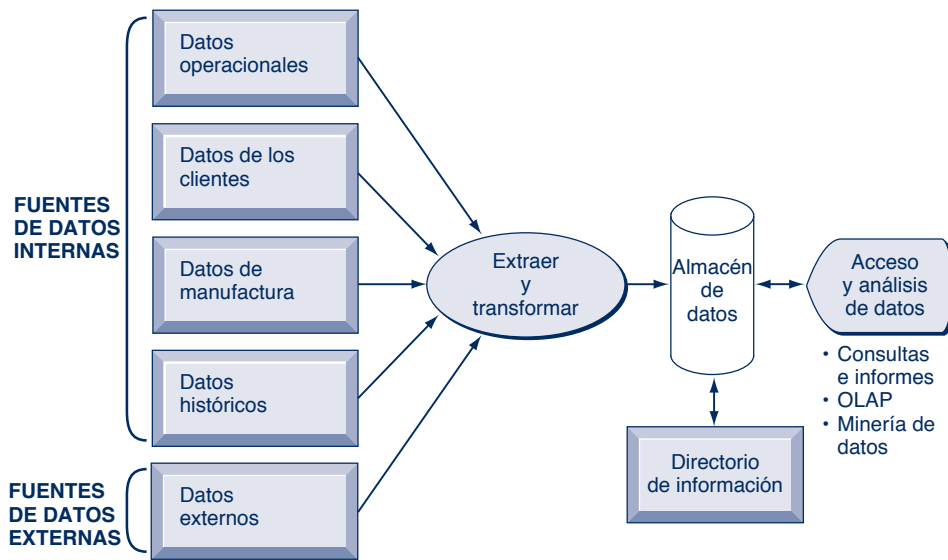 FUENTES
DE DATOS
INTERNAS
Datos
operacionales
Datos de los
clientes
Datos de
manufactura
Datos
históricos
FUENTES
DE DATOS
EXTERNAS
Datos
externos
Extraer
y
transformar
Almacén
de
datos
Acceso
y análisis
de datos
• Consultas
e informes
• OLAP
• Minería de
datos
Directorio
de información